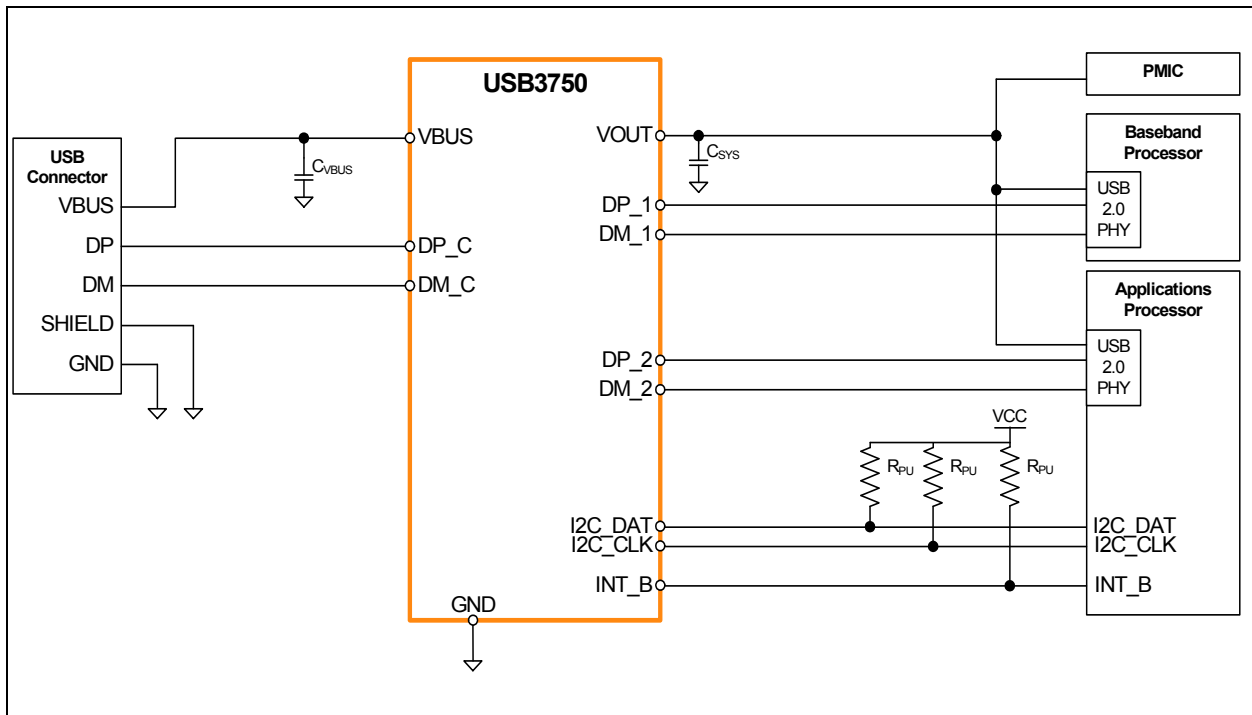 USB3750
PMIC
Baseband
Processor
USB
2.0
PHY
Applications
Processor
USB
2.0
PHY
I2C_DAT
I2C_CLK
INT_B
USB
Connector
VBUS
DP
DM
SHIELD
GND
CVBUS
VBUS
DP_C
DM_C
GND
VOUT
CSYS
DP_1
DM_1
DP_2
DM_2
VCC
RPU
RPU
RPU
I2C_DAT
I2C_CLK
INT_B